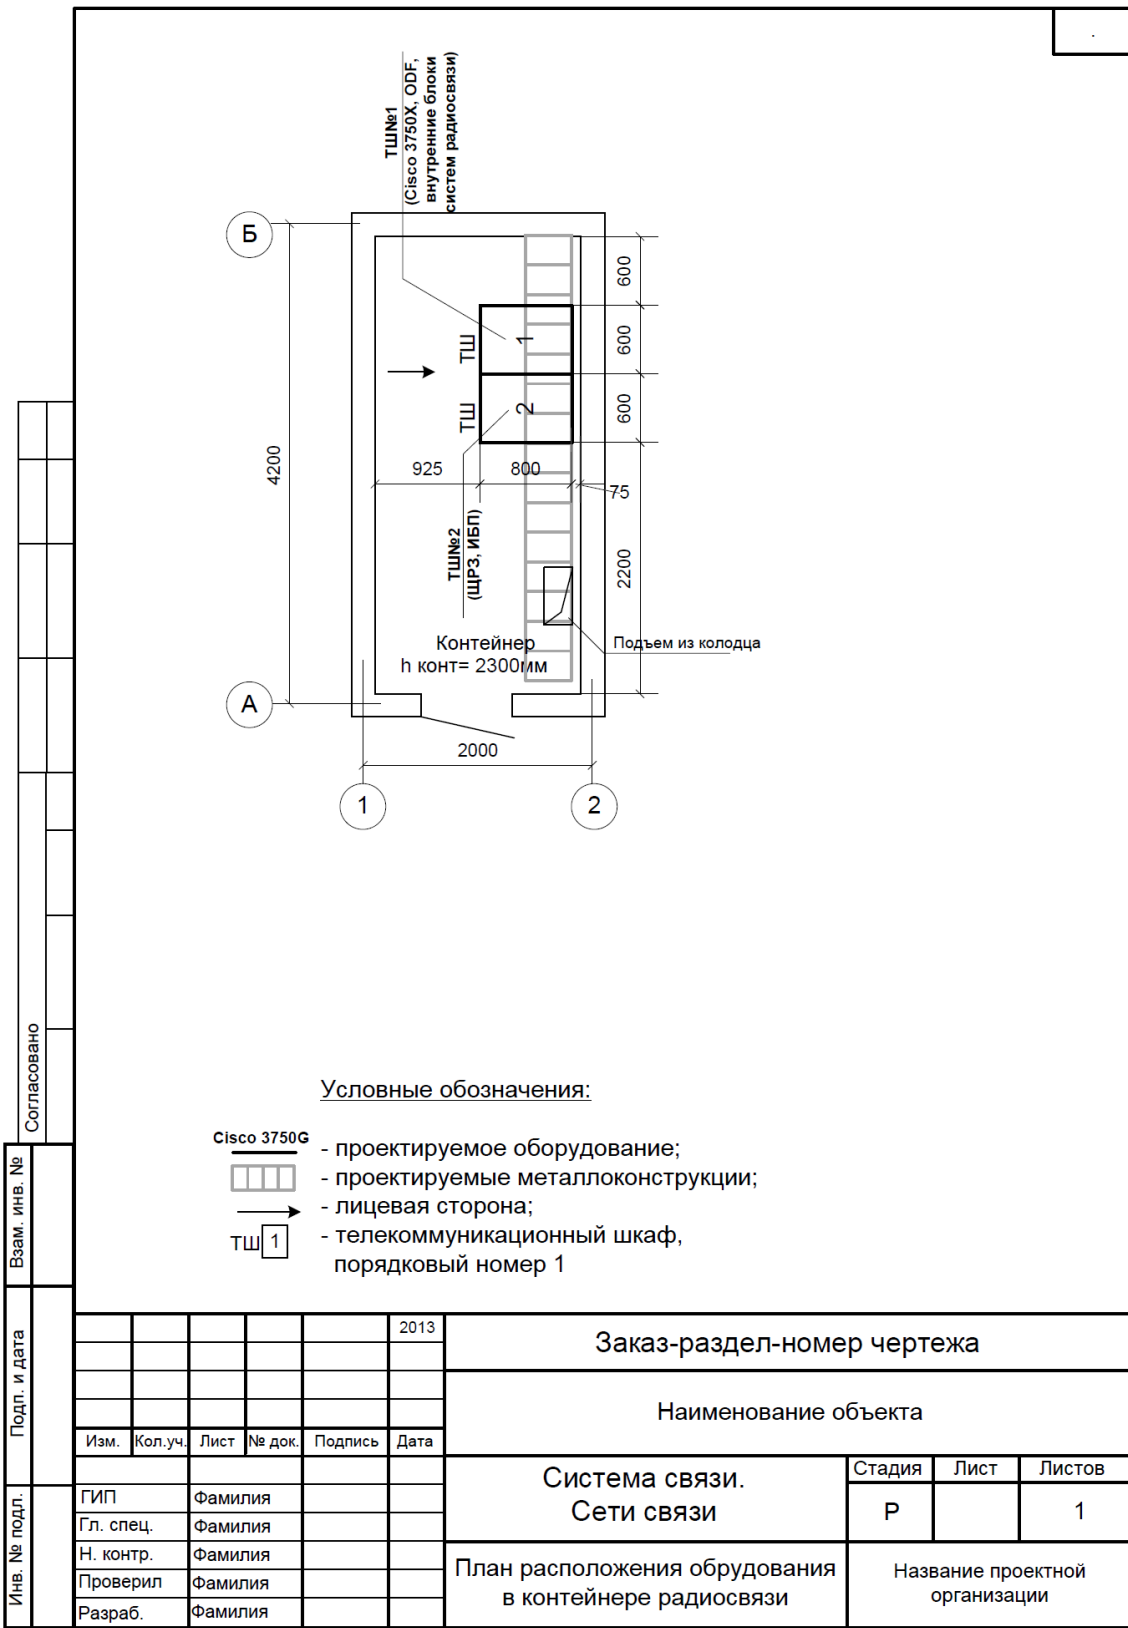 ТШ№1
(Cisco 3750X, ODF,
внутренние блоки
систем радиосвязи)
Б
600
600
600
ТШ
1
ТШ
2
4200
925
800
75
ТШ№2
(ЩРЗ, ИБП)
2200
Контейнер
h конт= 2300мм
Подъем из колодца
А
2000
1
2
Условные обозначения:
Cisco 3750G
- проектируемое оборудование;
- проектируемые металлоконструкции;
- лицевая сторона;
ТШ 1
- телекоммуникационный шкаф,
порядковый номер 1
Согласовано
Взам. инв. №
Подп. и дата
Инв. № подл.
2013
Изм. Кол.уч. Лист № док. Подпись Дата
ГИП Фамилия
Гл. спец. Фамилия
Н. контр. Фамилия
Проверил Фамилия
Разраб. Фамилия
Заказ-раздел-номер чертежа
Наименование объекта
Система связи.
Сети связи
Стадия Лист Листов
Р 1
План расположения обрудования
в контейнере радиосвязи
Название проектной
организации